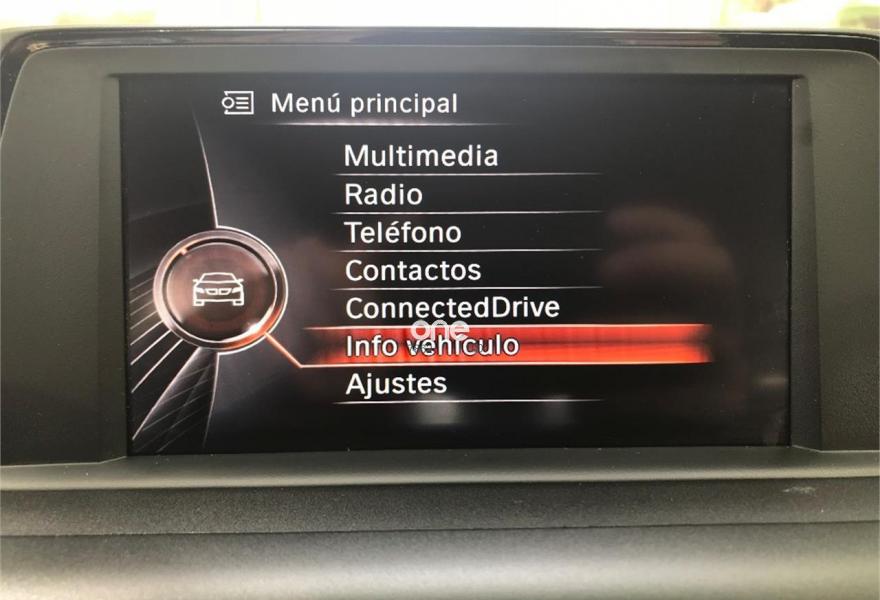 Menú principal
Multimedia
Radio
Teléfono
Contactos
ConnectedDrive
one
Info vehículo
Ajustes